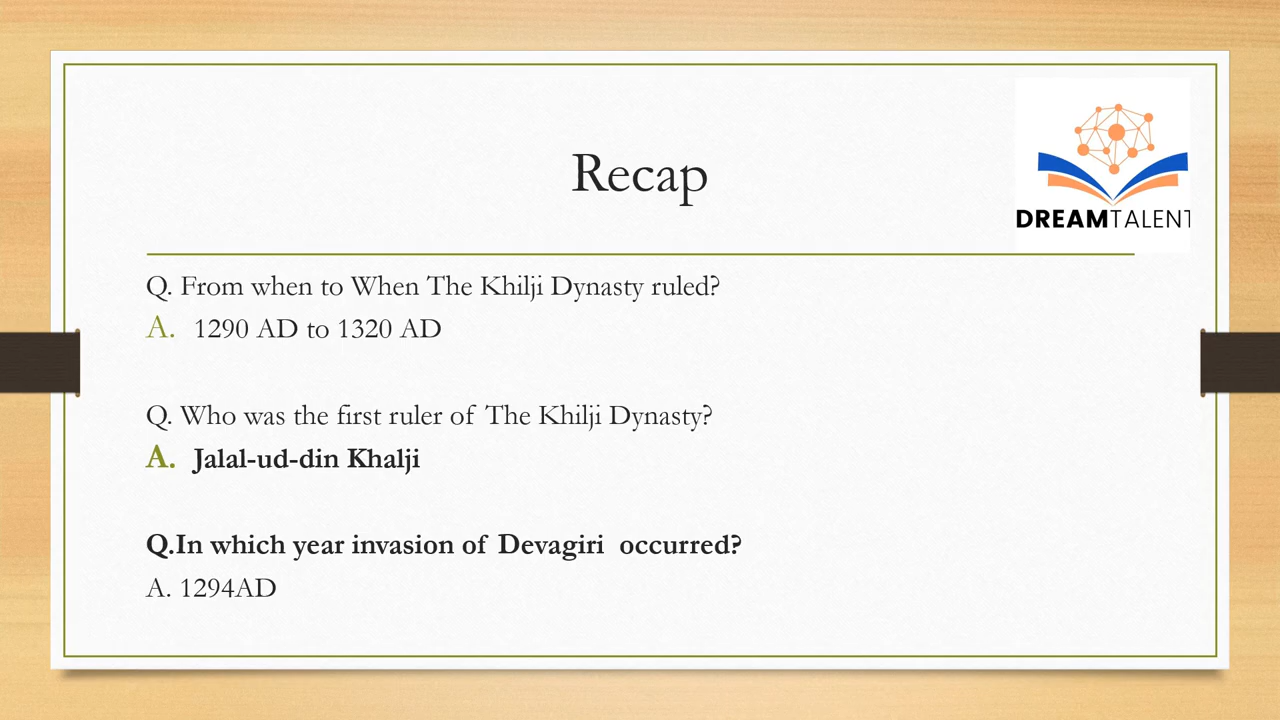 Recap
DREAMTALENT
Q. From when to When The Khilji Dynasty ruled?
A. 1290 AD to 1320 AD
Q. Who was the first ruler of The Khilji Dynasty?
A. Jalal-ud-din Khalji
Q.In which year invasion of Devagiri occurred?
A. 1294AD